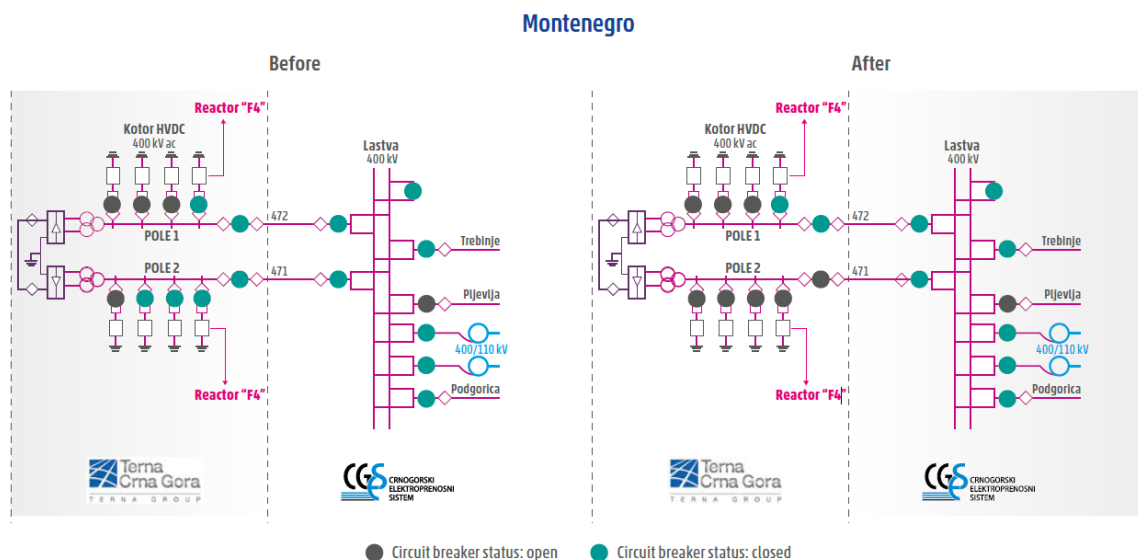 Montenegro
Before
Reactor “F4”
Kotor HVDC
400 kV ac
Lastva
400 kV
472
POLE 1
Trebinje
POLE 2
471
Pljevlja
400/110 kV
Reactor “F4”
Podgorica
Terna
Crna Gora
TERNA GROUP
CGES
CRNOGORSKI
ELEKTROPRENOSNI
SISTEM
After
Reactor “F4”
Kotor HVDC
400 kV ac
Lastva
400 kV
472
POLE 1
Trebinje
POLE 2
471
Pljevlja
400/110 kV
Reactor “F4”
Podgorica
Terna
Crna Gora
TERNA GROUP
CGES
CRNOGORSKI
ELEKTROPRENOSNI
SISTEM
Circuit breaker status: open
Circuit breaker status: closed